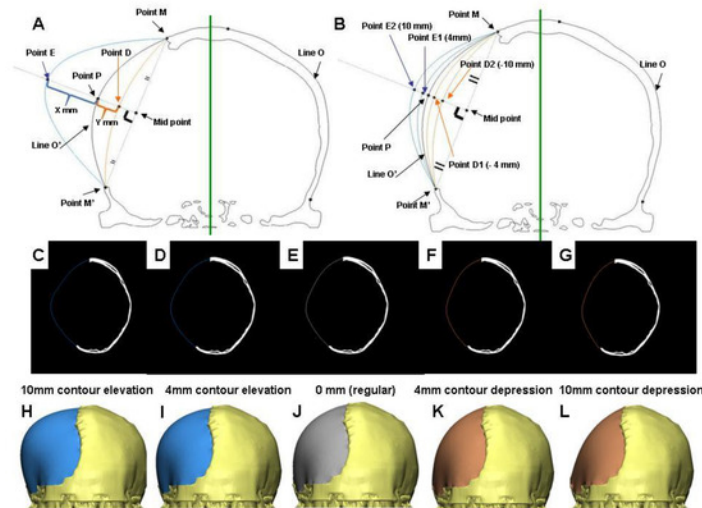 A
Point M
Point E
Point D
Point P
Line O
X mm
Y mm
Mid point
Line O'
Point M'
B
Point M
Point E2 (10 mm)
Point E1 (4mm)
Line O
Point D2 (-10 mm)
Mid point
Point P
Point D1 (- 4 mm)
Line O'
Point M'
C D E F G
10mm contour elevation 4mm contour elevation 0 mm (regular) 4mm contour depression 10mm contour depression
H I J K L